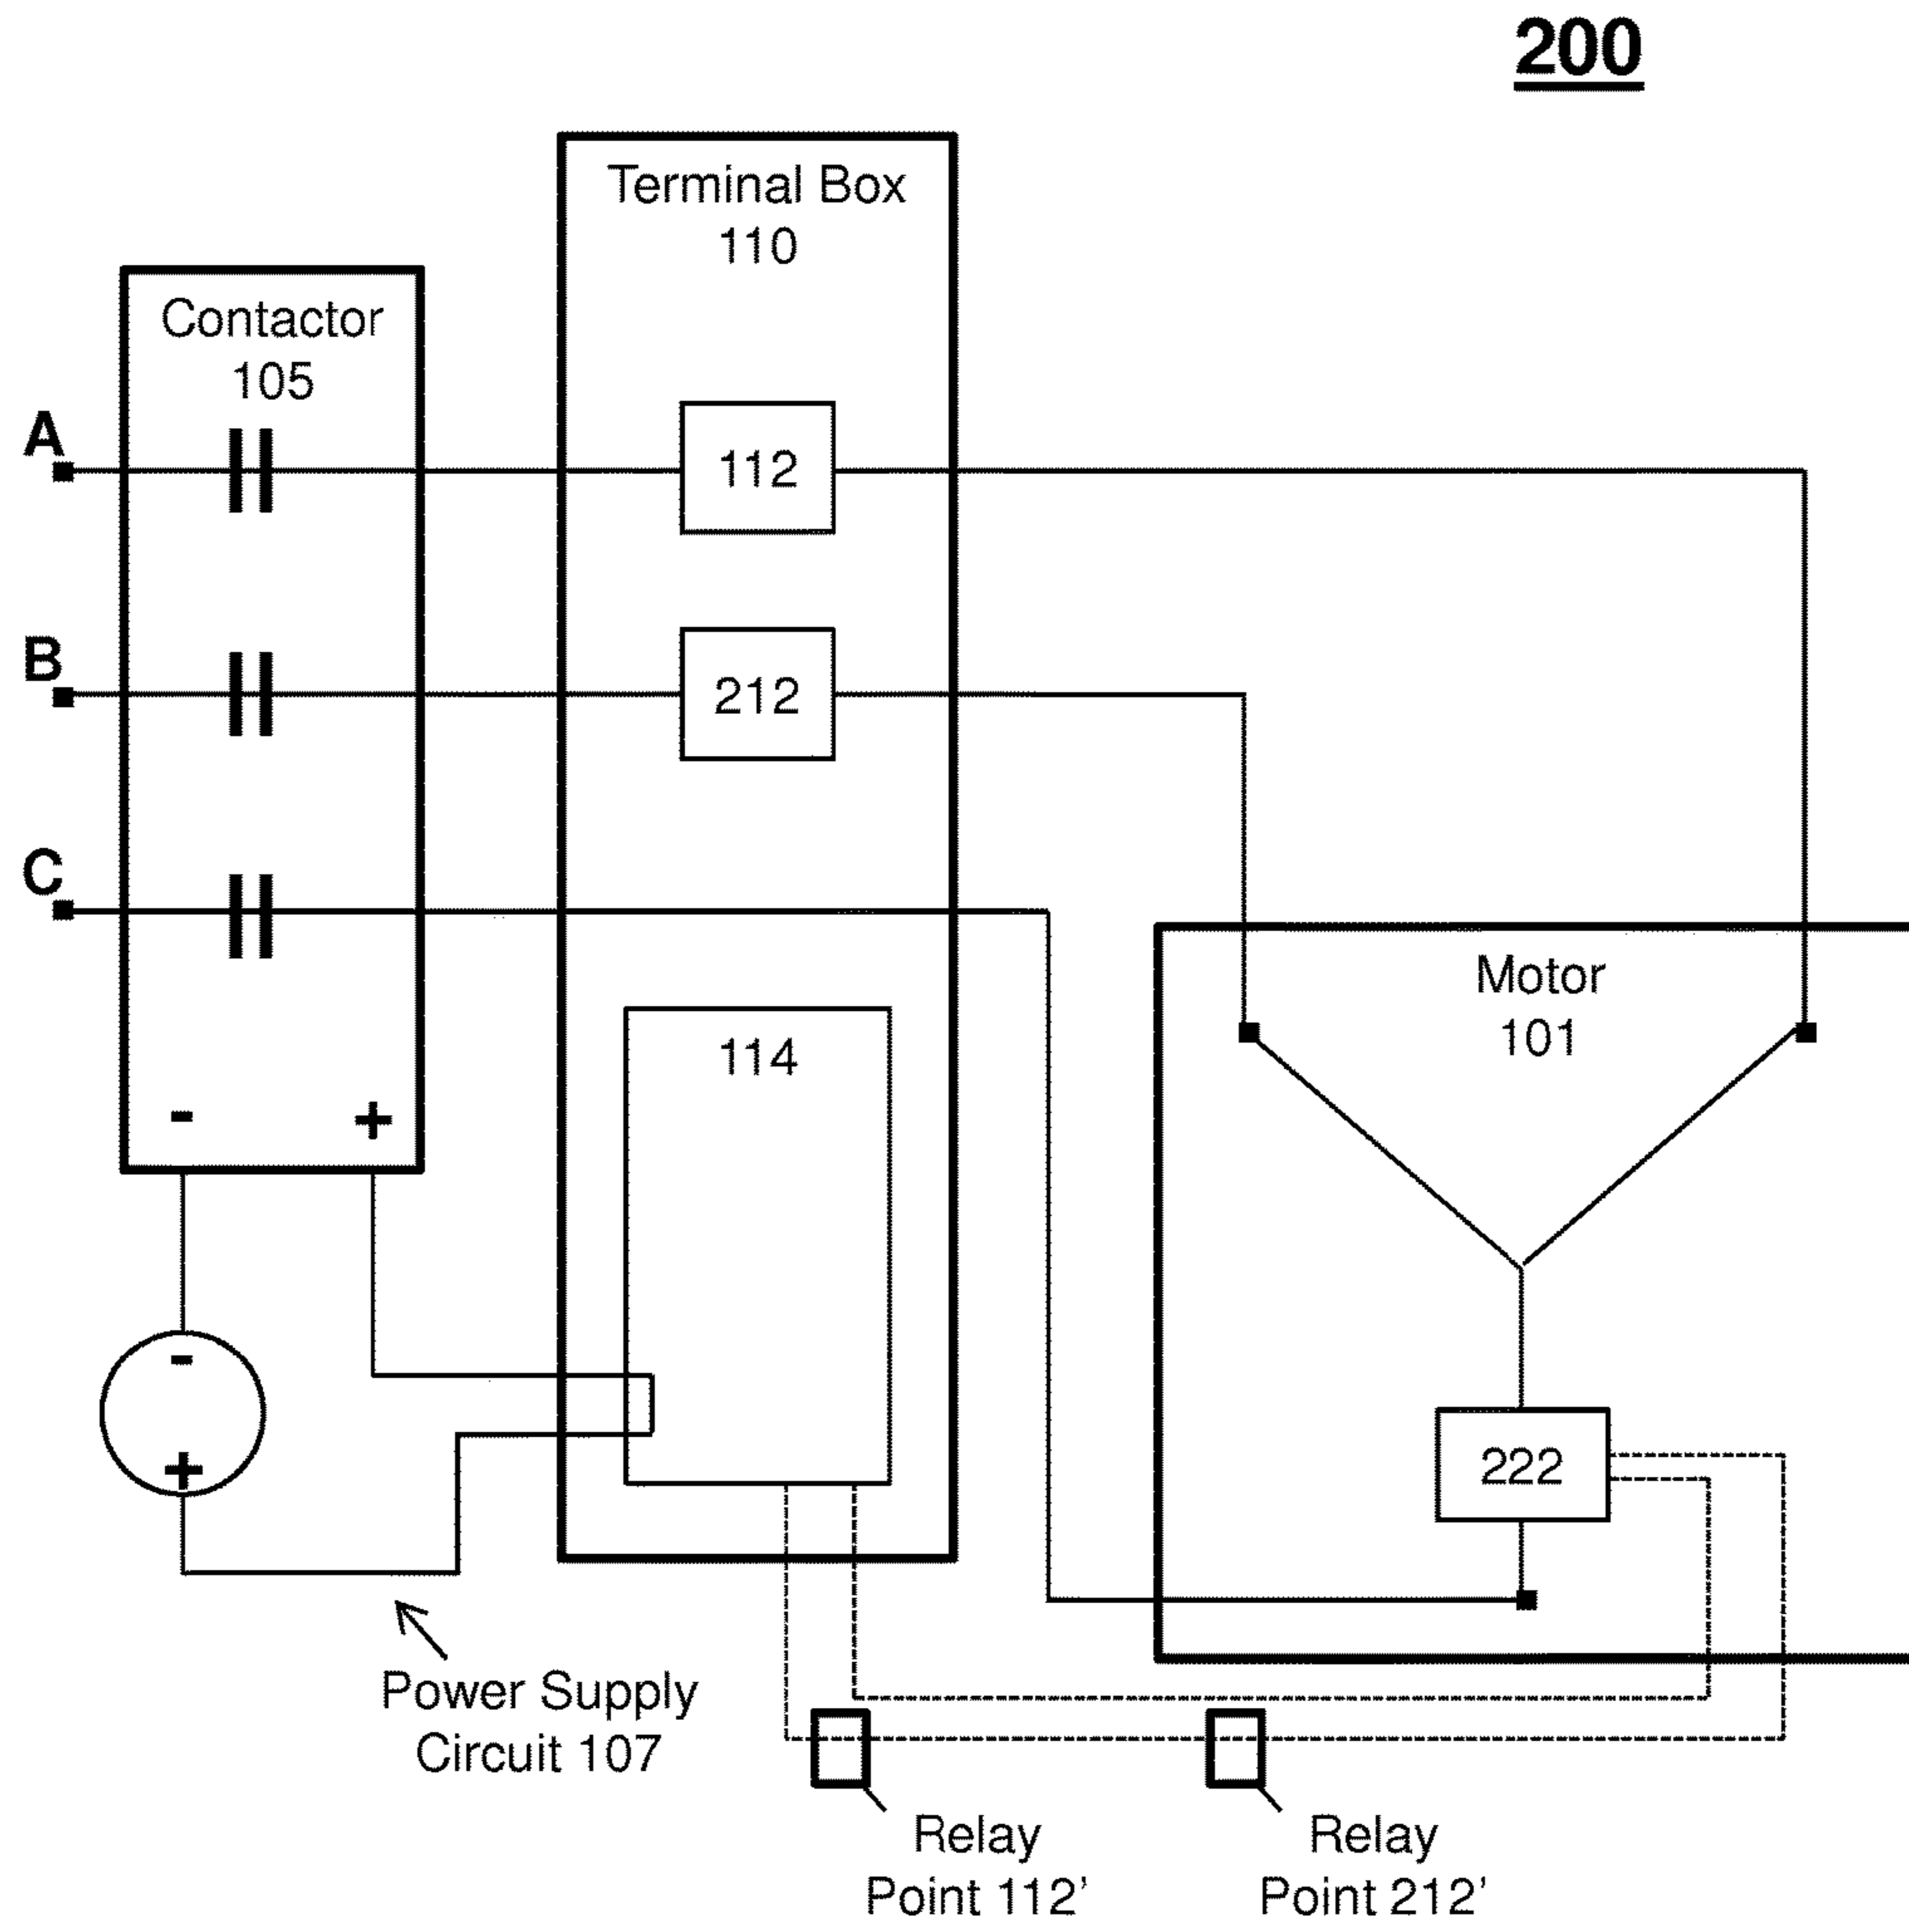 200
Terminal Box
110
Contactor
105
A
112
B
212
C
Motor
101
114
- +
-
+
222
Power Supply
Circuit 107
Relay
Point 112'
Relay
Point 212'